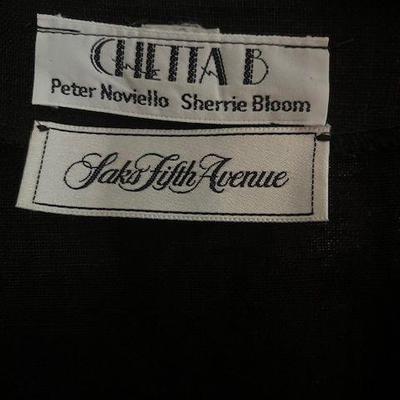 CHETTA B
Peter Noviello Sherrie Bloom
Saks Fifth Avenue